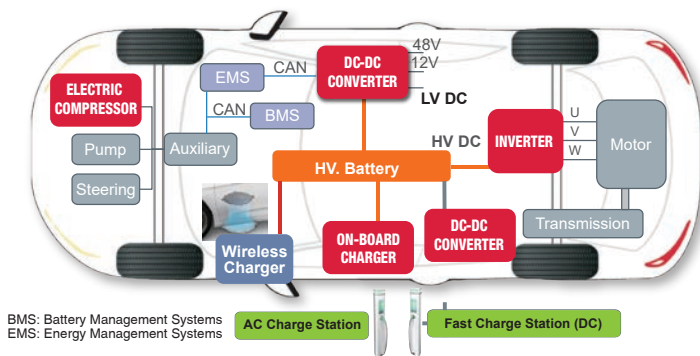 48V
12V
LV DC
DC-DC
CONVERTER
CAN
EMS
CAN
BMS
ELECTRIC
COMPRESSOR
Pump
Auxiliary
Steering
HV. Battery
HV DC
INVERTER
U
V
W
Motor
Transmission
Wireless
Charger
ON-BOARD
CHARGER
DC-DC
CONVERTER
BMS: Battery Management Systems
EMS: Energy Management Systems
AC Charge Station
Fast Charge Station (DC)